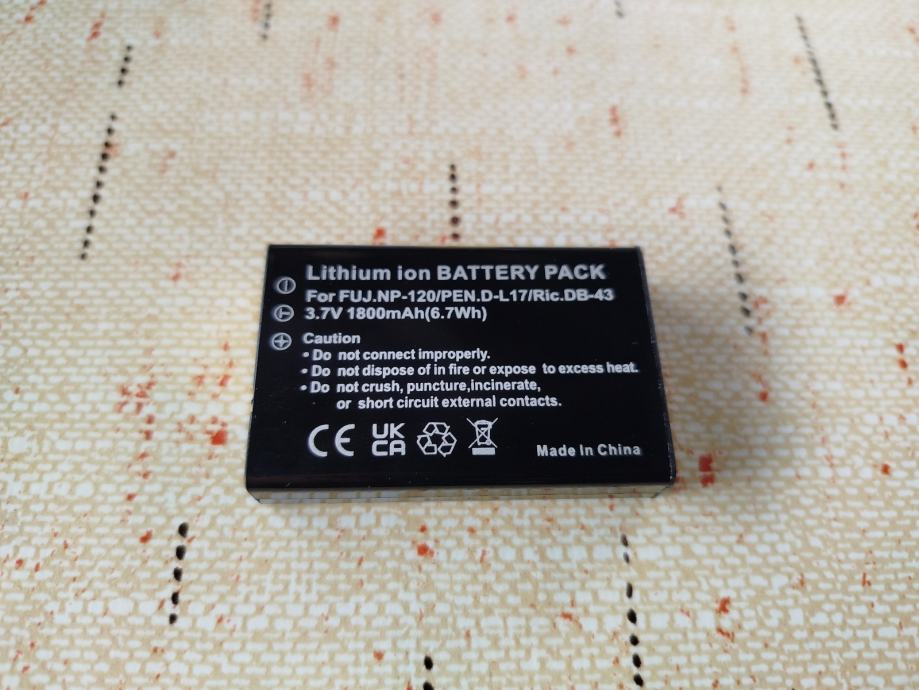 Lithium ion BATTERY PACK
For FUJ.NP-120/PEN.D-L17/Ric.DB-43
3.7V 1800mAh(6.7Wh)
Caution
• Do not connect improperly.
• Do not dispose of in fire or expose to excess heat.
• Do not crush, puncture,incinerate,
or short circuit external contacts.
CE UK CA
Made In China